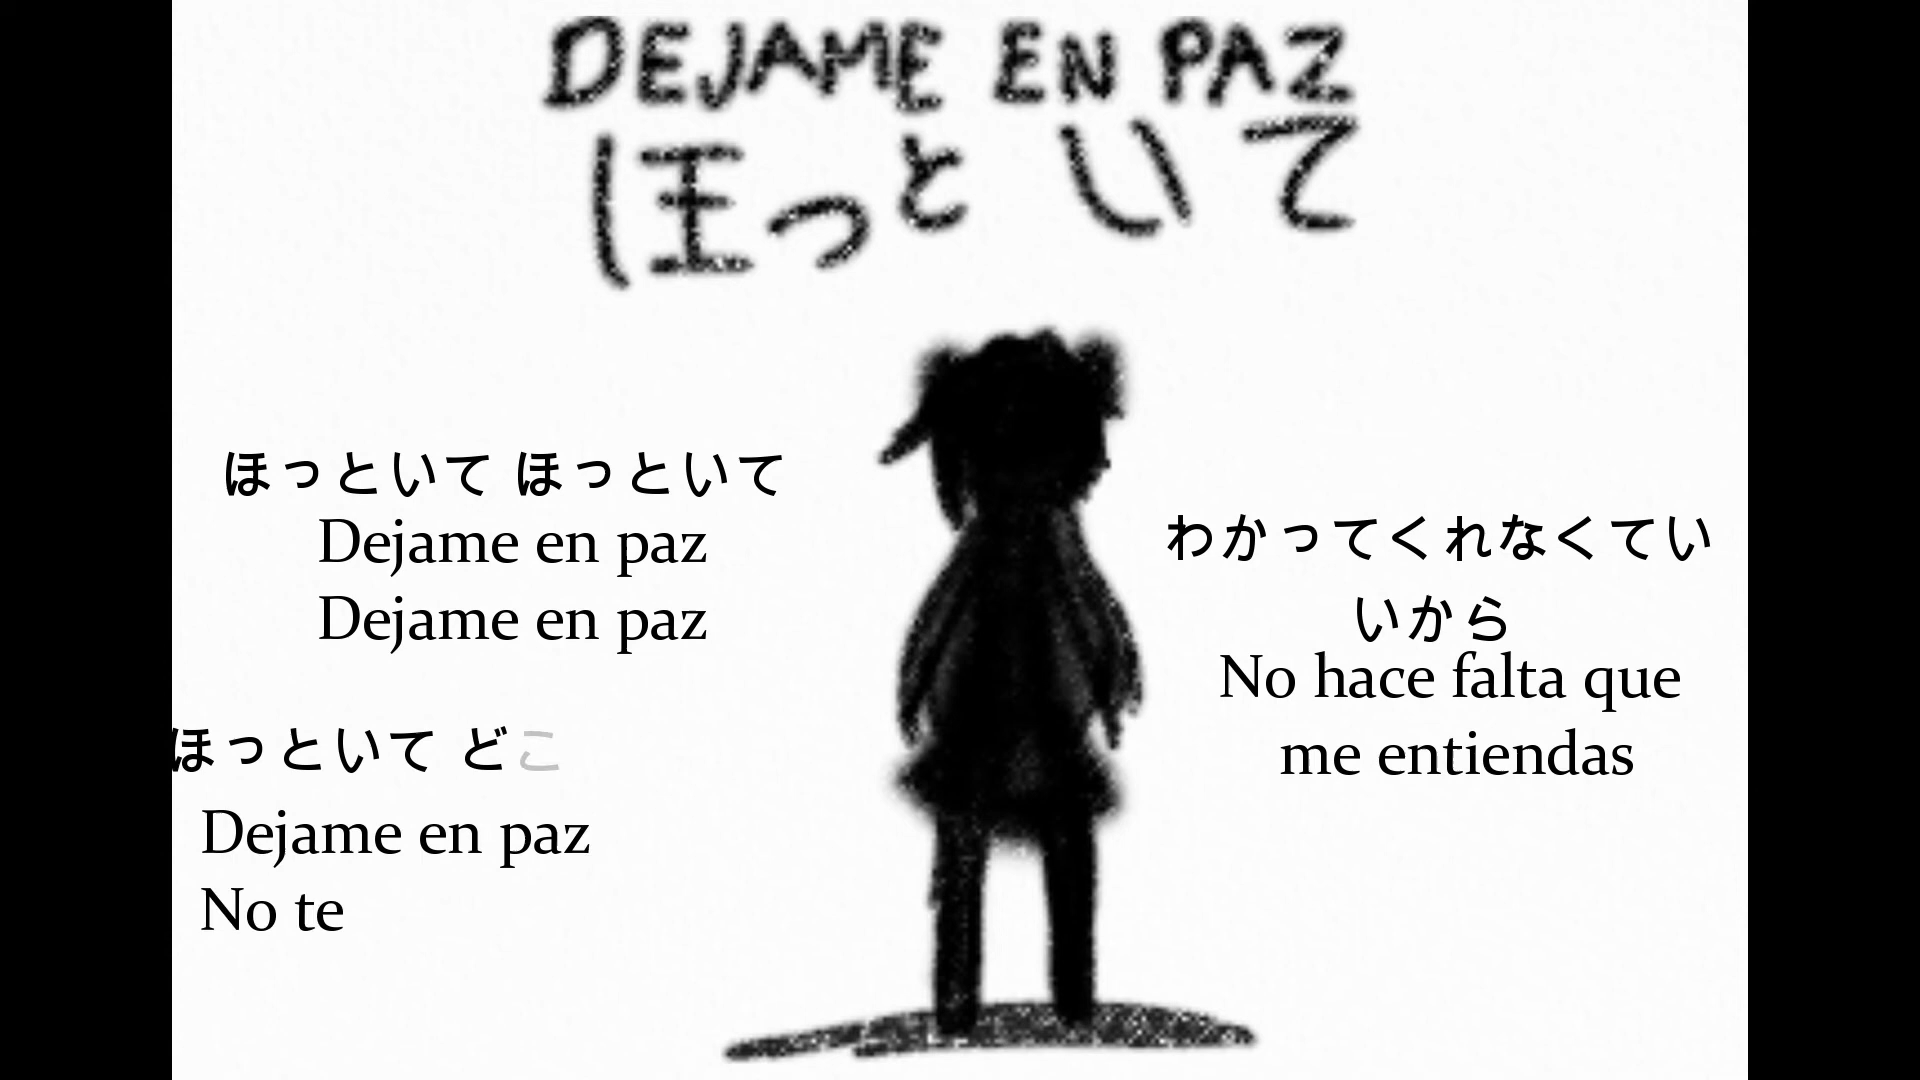 DEJAME EN PAZ
ほっといて
ほっといて ほっといて
Dejame en paz
Dejame en paz
わかってくれなくてい
いから
No hace falta que
me entiendas
ほっといて どこ
Dejame en paz
No te